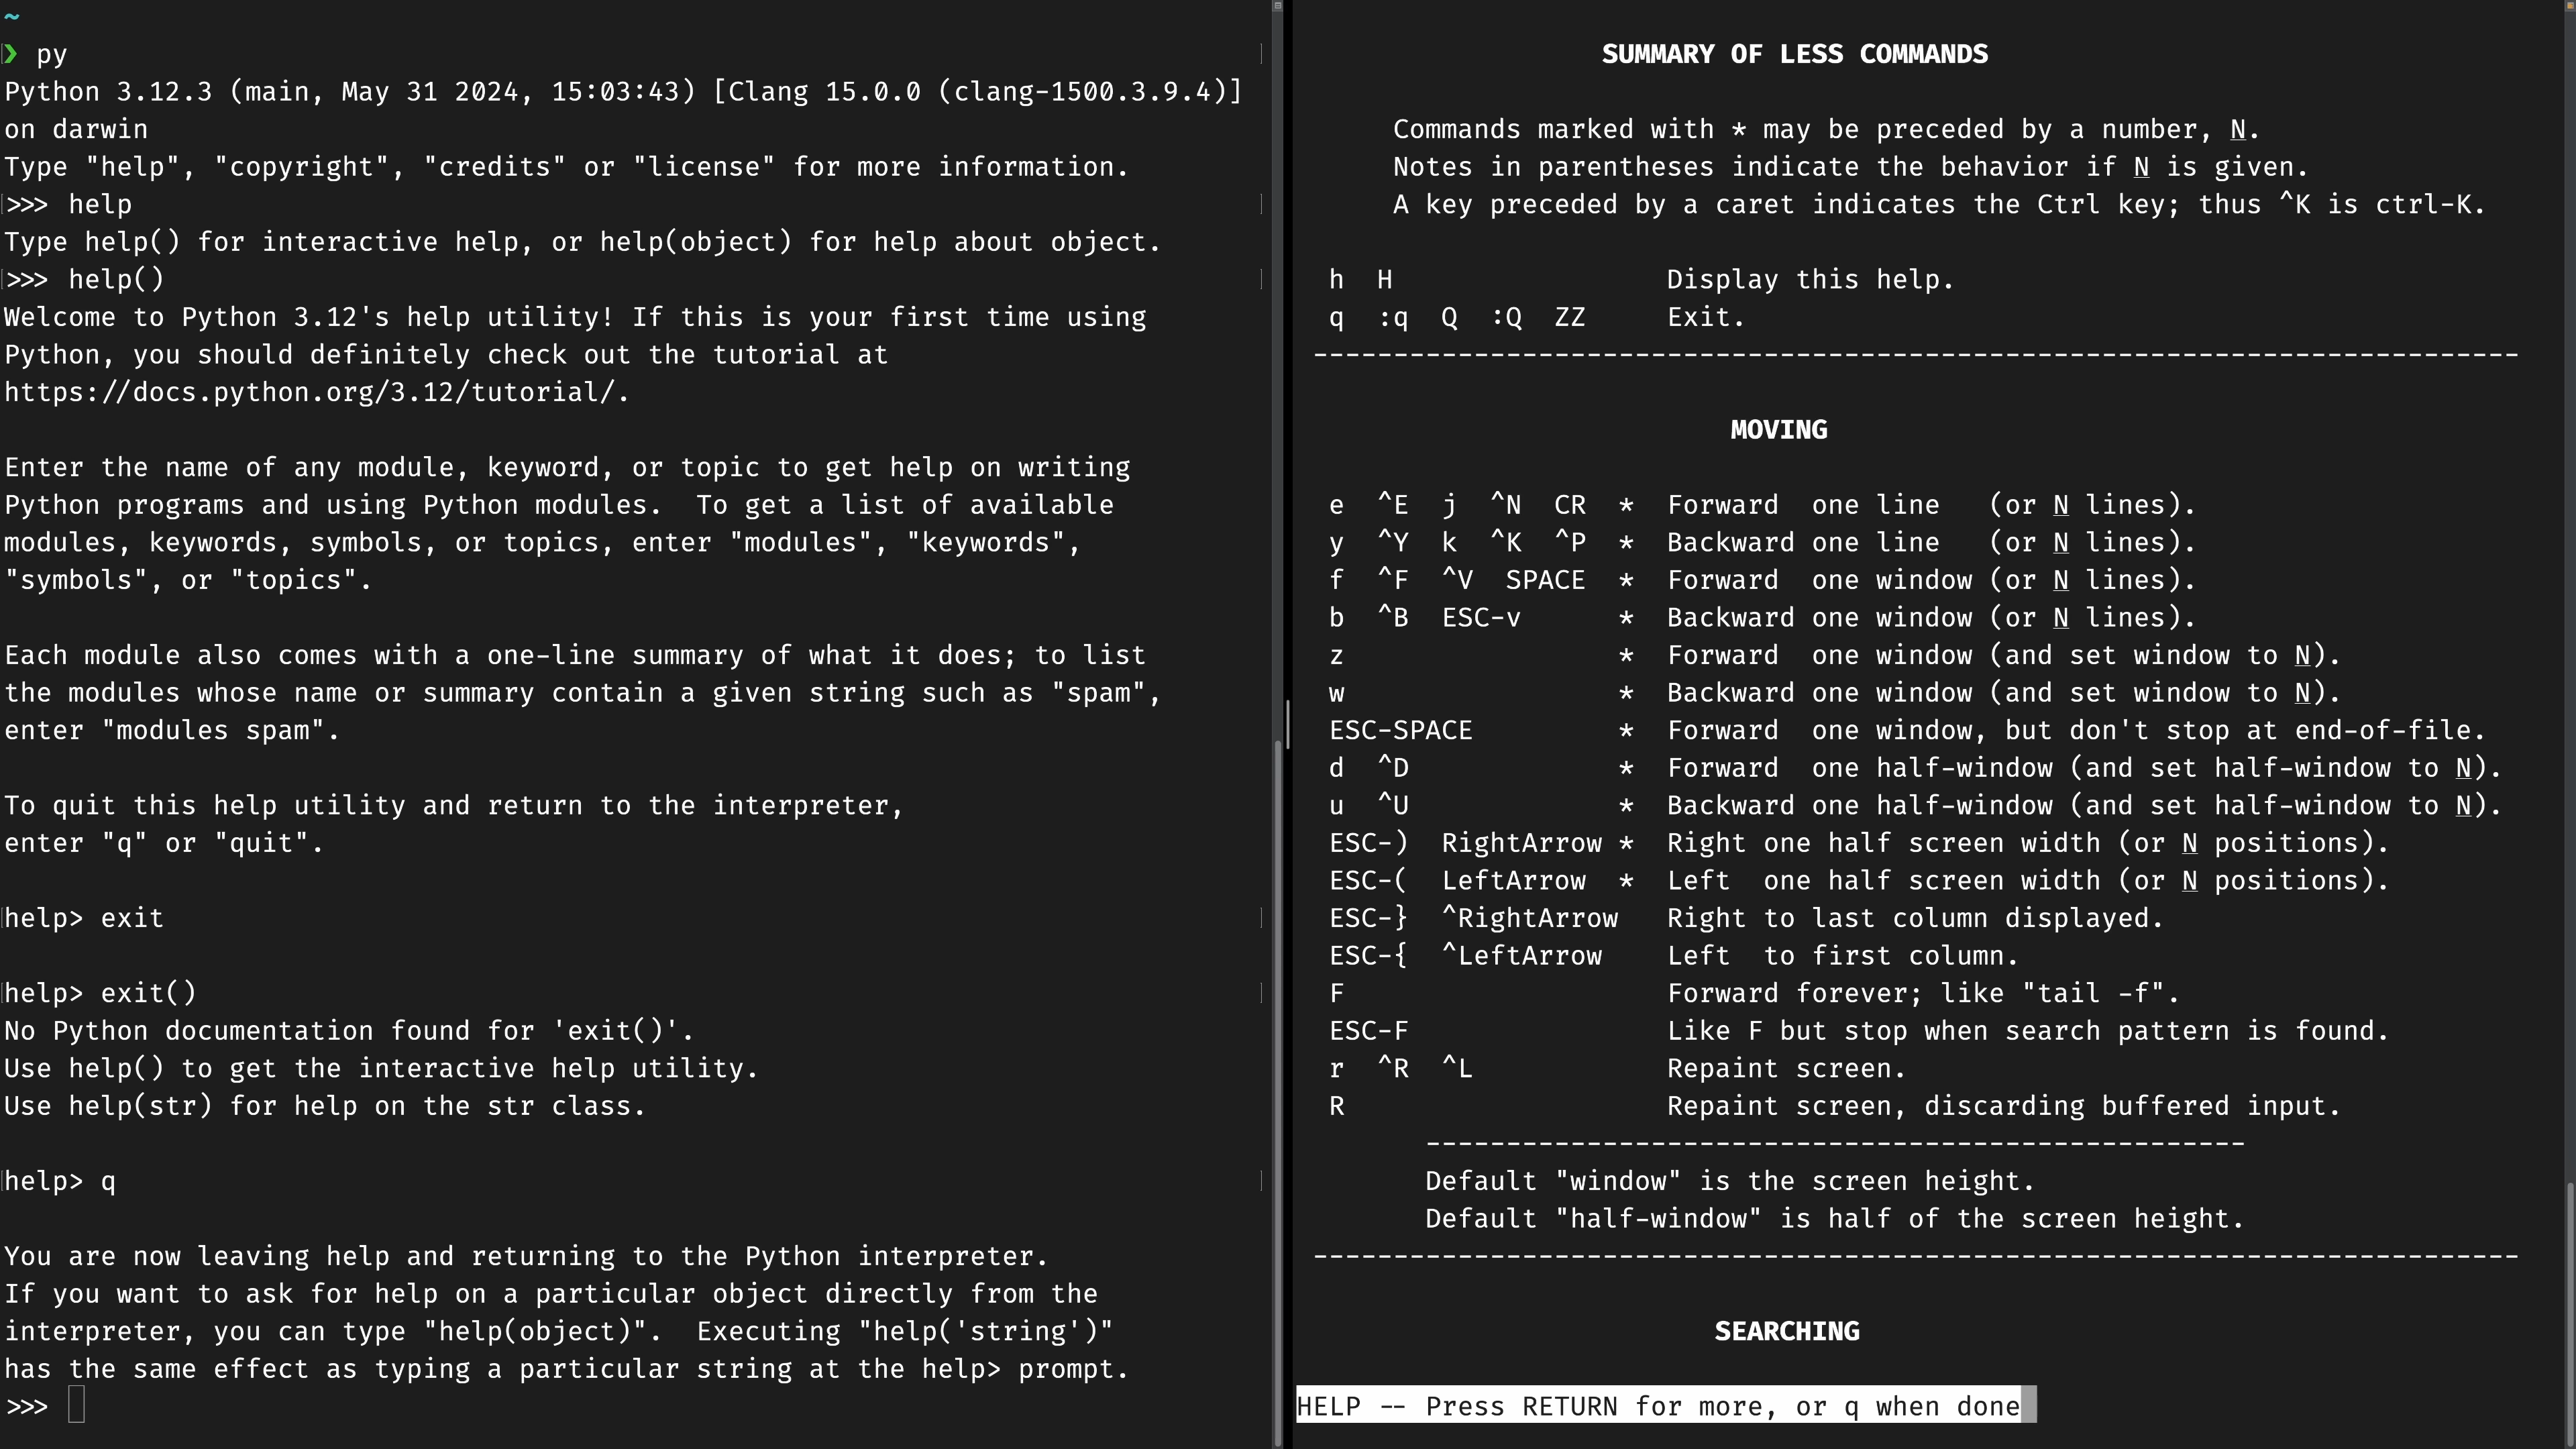 ~
❯ py
Python 3.12.3 (main, May 31 2024, 15:03:43) [Clang 15.0.0 (clang-1500.3.9.4)]
on darwin
Type "help", "copyright", "credits" or "license" for more information.
>>> help
Type help() for interactive help, or help(object) for help about object.
>>> help()
Welcome to Python 3.12's help utility! If this is your first time using
Python, you should definitely check out the tutorial at
https://docs.python.org/3.12/tutorial/.

Enter the name of any module, keyword, or topic to get help on writing
Python programs and using Python modules.  To get a list of available
modules, keywords, symbols, or topics, enter "modules", "keywords",
"symbols", or "topics".

Each module also comes with a one-line summary of what it does; to list
the modules whose name or summary contain a given string such as "spam",
enter "modules spam".

To quit this help utility and return to the interpreter,
enter "q" or "quit".

help> exit

help> exit()
No Python documentation found for 'exit()'.
Use help() to get the interactive help utility.
Use help(str) for help on the str class.

help> q

You are now leaving help and returning to the Python interpreter.
If you want to ask for help on a particular object directly from the
interpreter, you can type "help(object)".  Executing "help('string')"
has the same effect as typing a particular string at the help> prompt.
>>>

SUMMARY OF LESS COMMANDS

Commands marked with * may be preceded by a number, N.
Notes in parentheses indicate the behavior if N is given.
A key preceded by a caret indicates the Ctrl key; thus ^K is ctrl-K.

h  H                 Display this help.
q  :q  Q  :Q  ZZ     Exit.
---------------------------------------------------------------------------

MOVING

e  ^E  j  ^N  CR  *  Forward  one line   (or N lines).
y  ^Y  k  ^K  ^P  *  Backward one line   (or N lines).
f  ^F  ^V  SPACE  *  Forward  one window (or N lines).
b  ^B  ESC-v      *  Backward one window (or N lines).
z                 *  Forward  one window (and set window to N).
w                 *  Backward one window (and set window to N).
ESC-SPACE         *  Forward  one window, but don't stop at end-of-file.
d  ^D             *  Forward  one half-window (and set half-window to N).
u  ^U             *  Backward one half-window (and set half-window to N).
ESC-)  RightArrow *  Right one half screen width (or N positions).
ESC-(  LeftArrow  *  Left  one half screen width (or N positions).
ESC-}  ^RightArrow   Right to last column displayed.
ESC-{  ^LeftArrow    Left  to first column.
F                    Forward forever; like "tail -f".
ESC-F                Like F but stop when search pattern is found.
r  ^R  ^L            Repaint screen.
R                    Repaint screen, discarding buffered input.
---------------------------------------------------
Default "window" is the screen height.
Default "half-window" is half of the screen height.
---------------------------------------------------------------------------

SEARCHING

HELP -- Press RETURN for more, or q when done